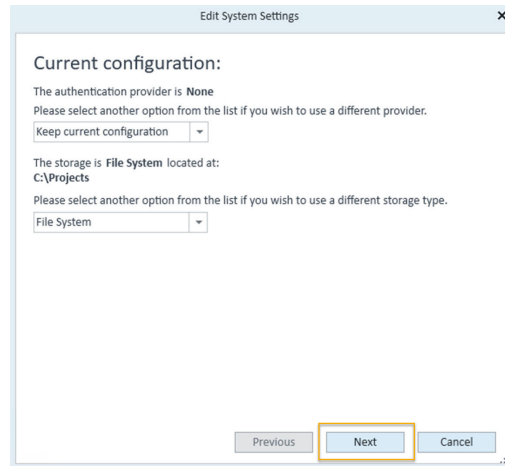 Edit System Settings
Current configuration:
The authentication provider is None
Please select another option from the list if you wish to use a different provider.
Keep current configuration
The storage is File System located at:
C:\Projects
Please select another option from the list if you wish to use a different storage type.
File System
Previous Next Cancel